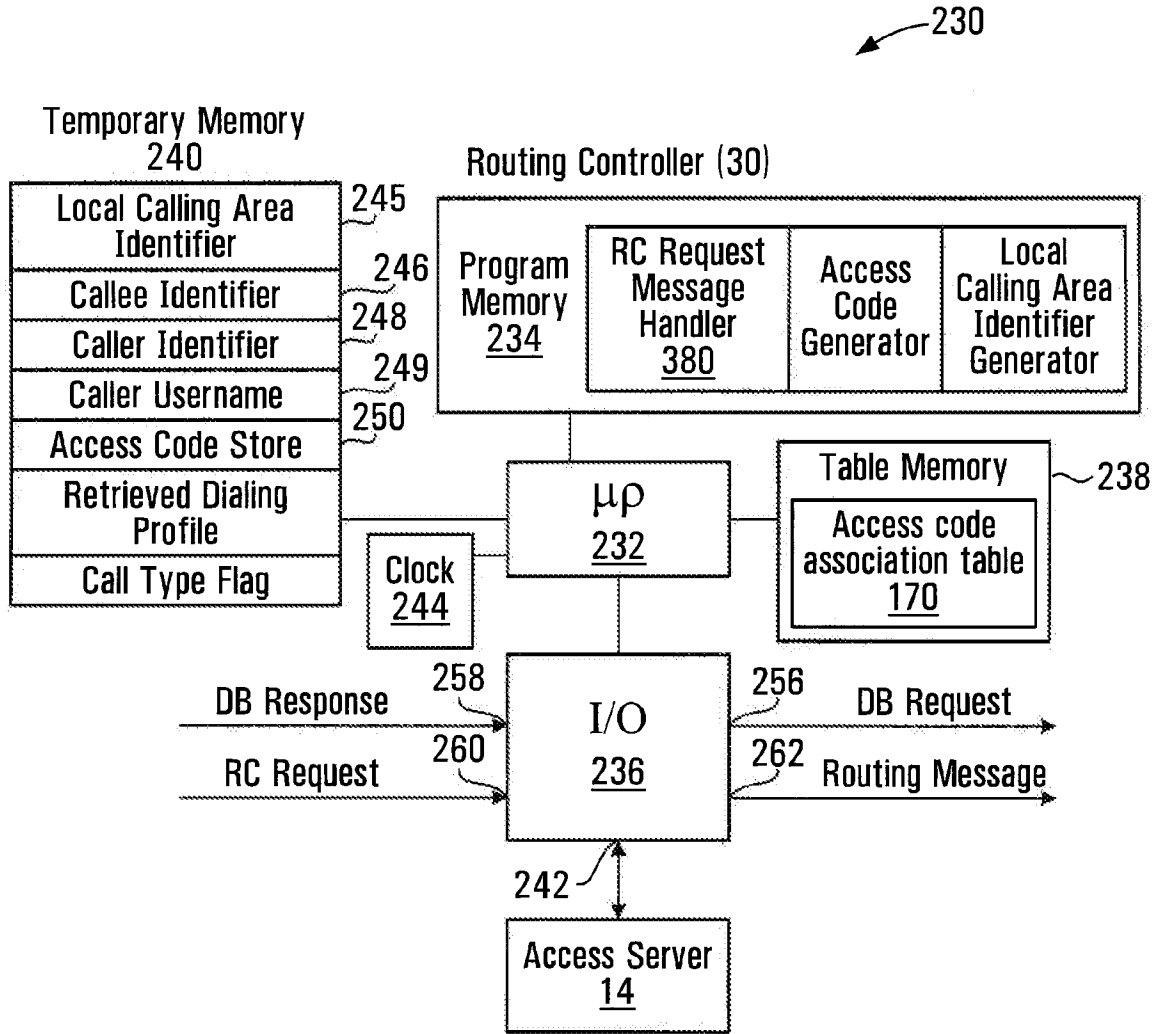 230
Temporary Memory
240
Local Calling Area
Identifier
245
Callee Identifier
246
Caller Identifier
248
Caller Username
249
Access Code Store
250
Retrieved Dialing
Profile
Call Type Flag
Routing Controller (30)
Program
Memory
234
RC Request
Message
Handler
380
Access
Code
Generator
Local
Calling Area
Identifier
Generator
μρ
232
Clock
244
Table Memory
238
Access code
association table
170
DB Response
258
RC Request
260
I/O
236
256
DB Request
262
Routing Message
242
Access Server
14